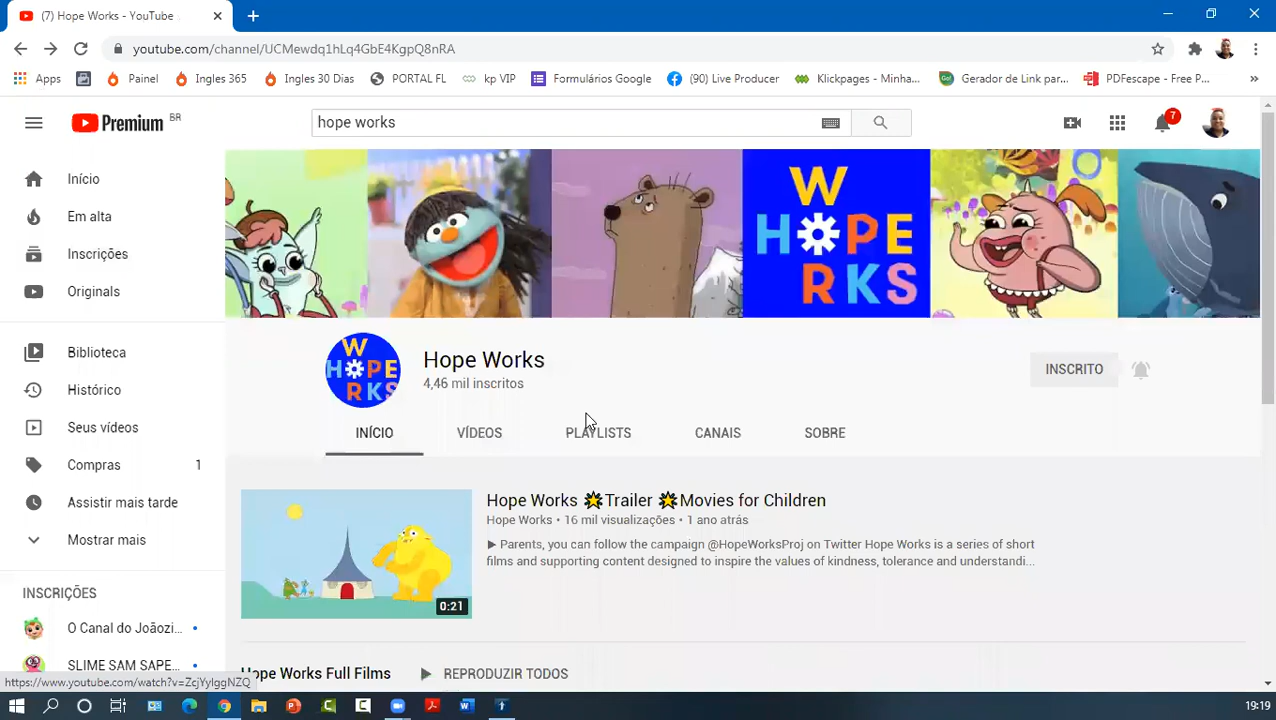 (7) Hope Works - YouTube
youtube.com/channel/UCMewdq1hLq4GbE4KgpQ8nRA
Apps Painel Ingles 365 Ingles 30 Dias PORTAL FL kp VIP Formulários Google (90) Live Producer Klickpages - Minha... Gerador de Link par... PDFescape - Free P...
Premium BR
hope works
7
Início
Em alta
Inscrições
Originals
Biblioteca
Histórico
Seus vídeos
Compras 1
Assistir mais tarde
Mostrar mais
INSCRIÇÕES
O Canal do Joãozi...
SLIME SAM SAPE...
W
HOPE
RKS
W
HOPE
RKS
Hope Works
4,46 mil inscritos
INSCRITO
INÍCIO VÍDEOS PLAYLISTS CANAIS SOBRE
Hope Works 🌟Trailer 🌟Movies for Children
Hope Works • 16 mil visualizações • 1 ano atrás
▶ Parents, you can follow the campaign @HopeWorksProj on Twitter Hope Works is a series of short
films and supporting content designed to inspire the values of kindness, tolerance and understandi...
0:21
Hope Works Full Films ▶ REPRODUZIR TODOS
https://www.youtube.com/watch?v=ZcjYyIggNZQ
19:19